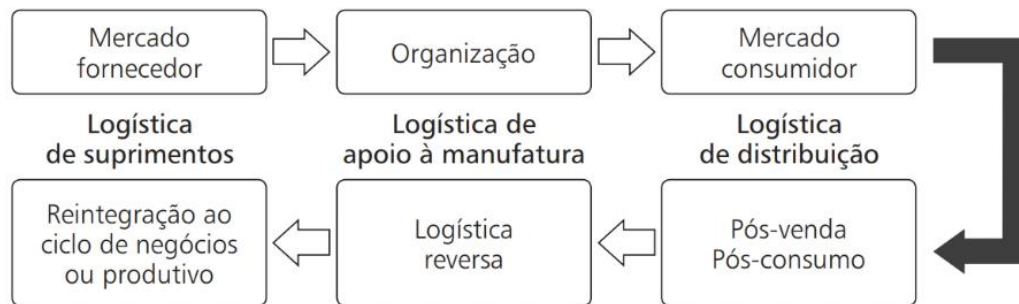 Mercado
fornecedor
Organização
Mercado
consumidor
Logística
de suprimentos
Logística de
apoio à manufatura
Logística
de distribuição
Reintegração ao
ciclo de negócios
ou produtivo
Logística
reversa
Pós-venda
Pós-consumo